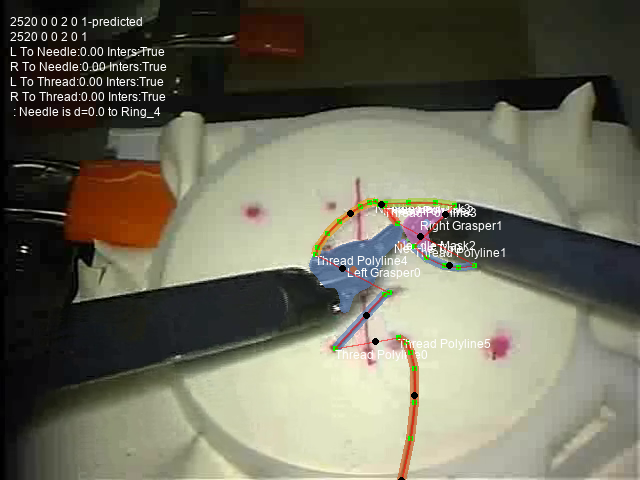 2520 0 0 2 0 1-predicted
2520 0 0 2 0 1
L To Needle:0.00 Inters:True
R To Needle:0.00 Inters:True
L To Thread:0.00 Inters:True
R To Thread:0.00 Inters:True
: Needle is d=0.0 to Ring_4
Right Grasper1
Mask2
Thread Polyline1
Thread Polyline4
Left Grasper0
Thread Polyline0
Thread Polyline5